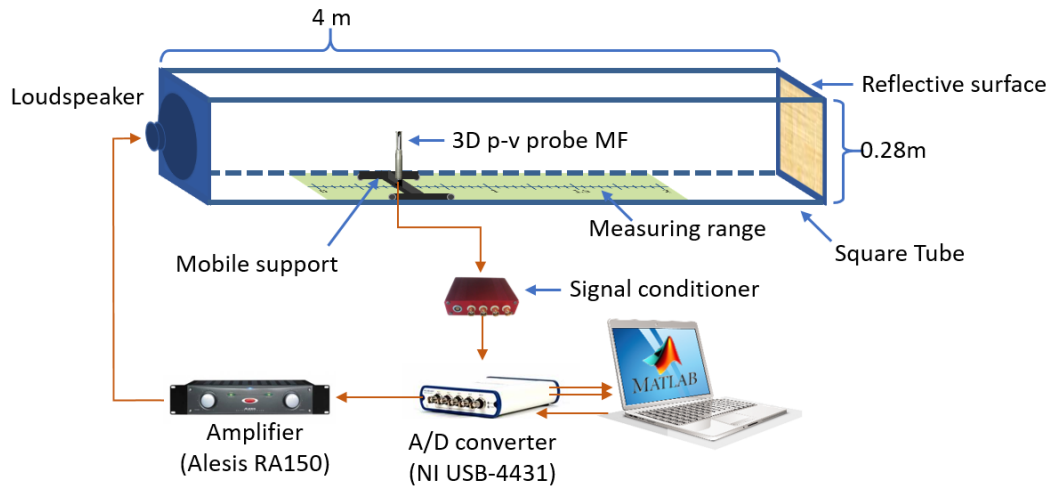 4 m
Loudspeaker
Reflective surface
3D p-v probe MF
0.28m
Measuring range
Mobile support
Square Tube
Signal conditioner
MATLAB
Amplifier
(Alesis RA150)
A/D converter
(NI USB-4431)